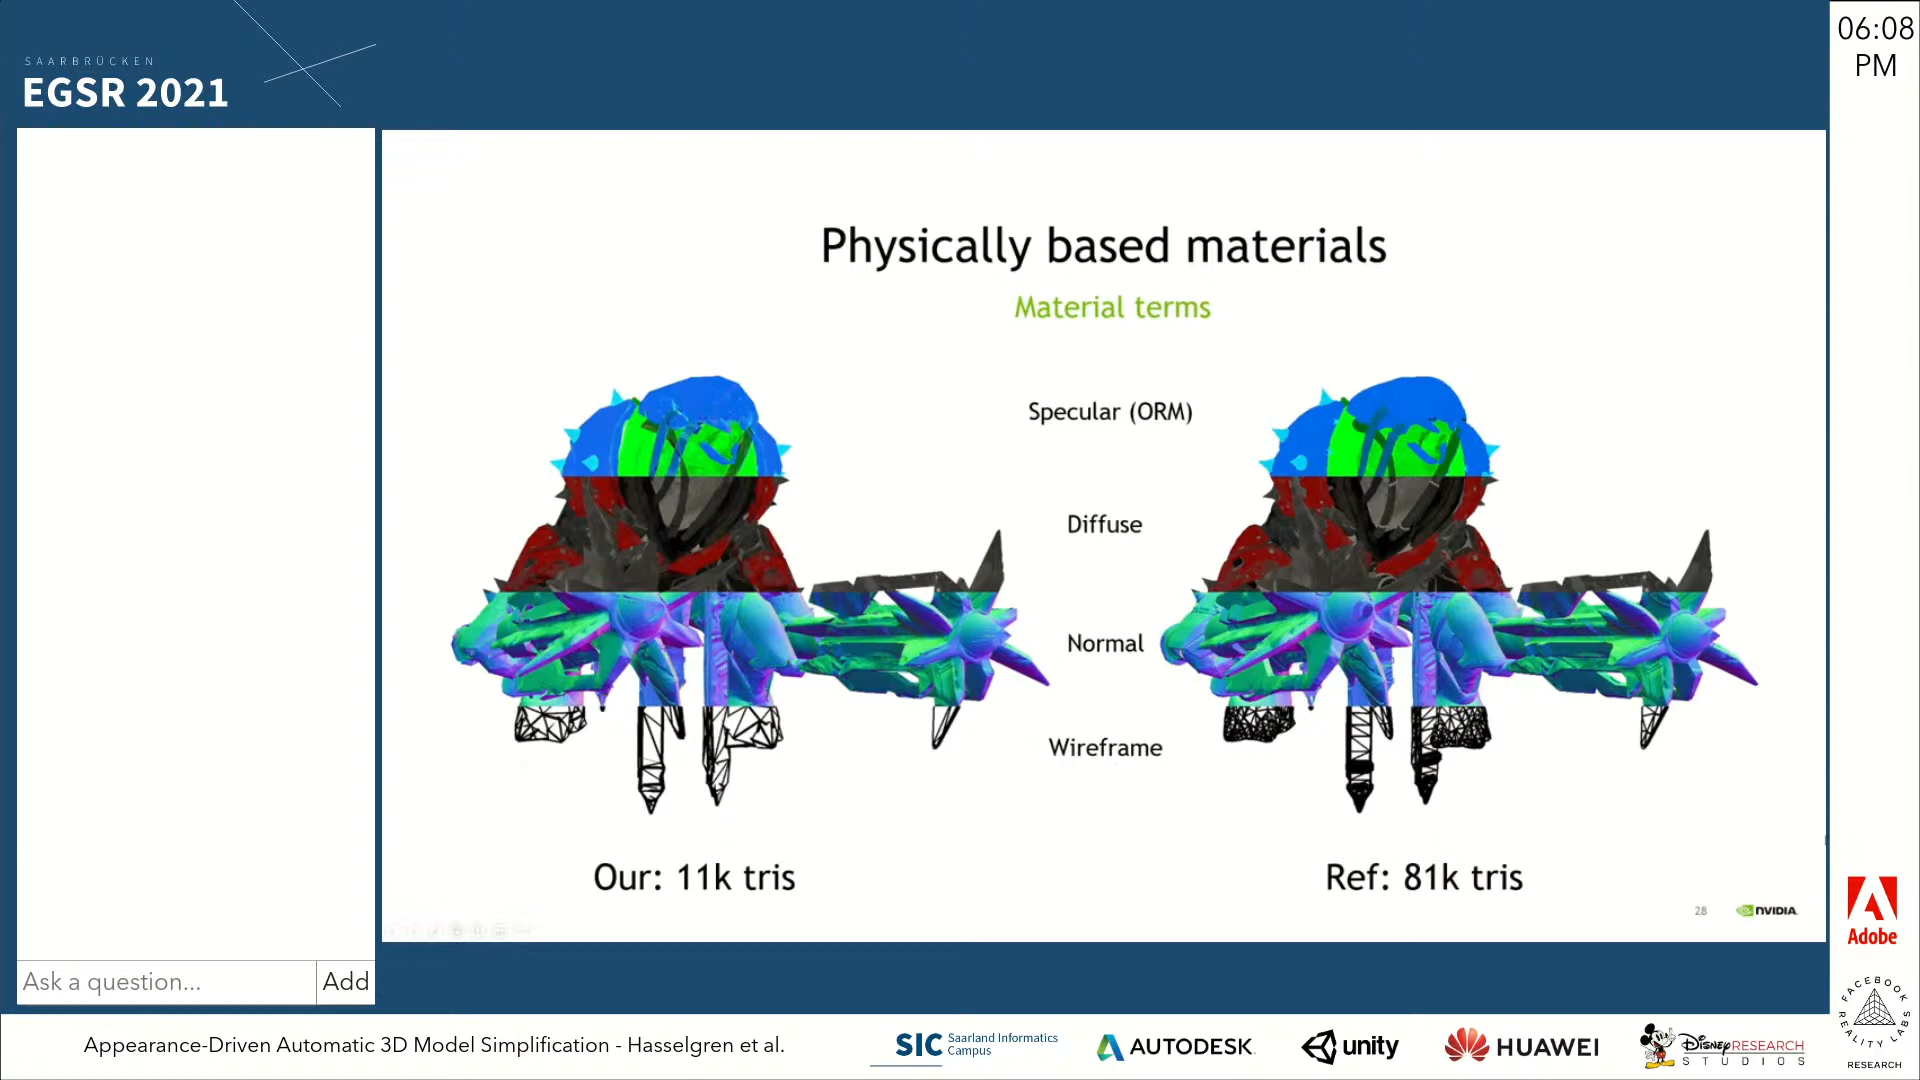 SAARBRÜCKEN
EGSR 2021
06:08
PM
Physically based materials
Material terms
Specular (ORM)
Diffuse
Normal
Wireframe
Our: 11k tris
Ref: 81k tris
28
NVIDIA.
Ask a question...
Add
Adobe
FACEBOOK
REALITY LABS
RESEARCH
Appearance-Driven Automatic 3D Model Simplification - Hasselgren et al.
SIC Saarland Informatics
Campus
AUTODESK
unity
HUAWEI
DISNEY RESEARCH
STUDIOS